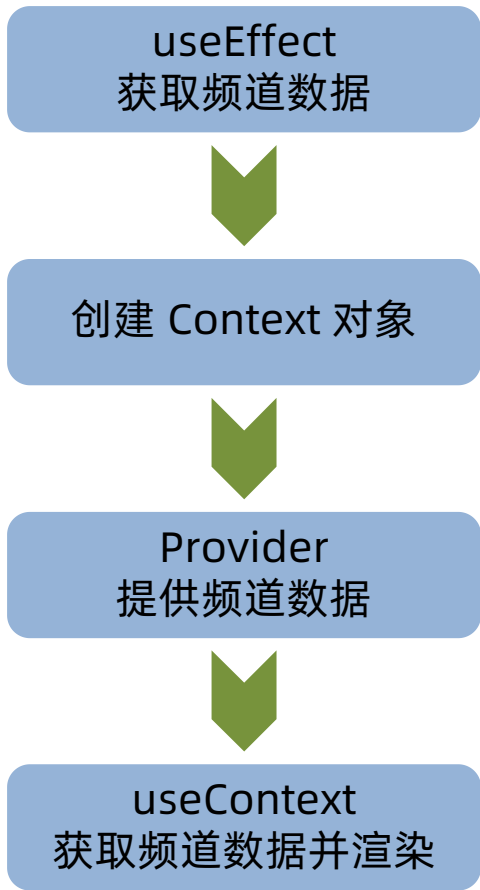 useEffect
获取频道数据
创建 Context 对象
Provider
提供频道数据
useContext
获取频道数据并渲染